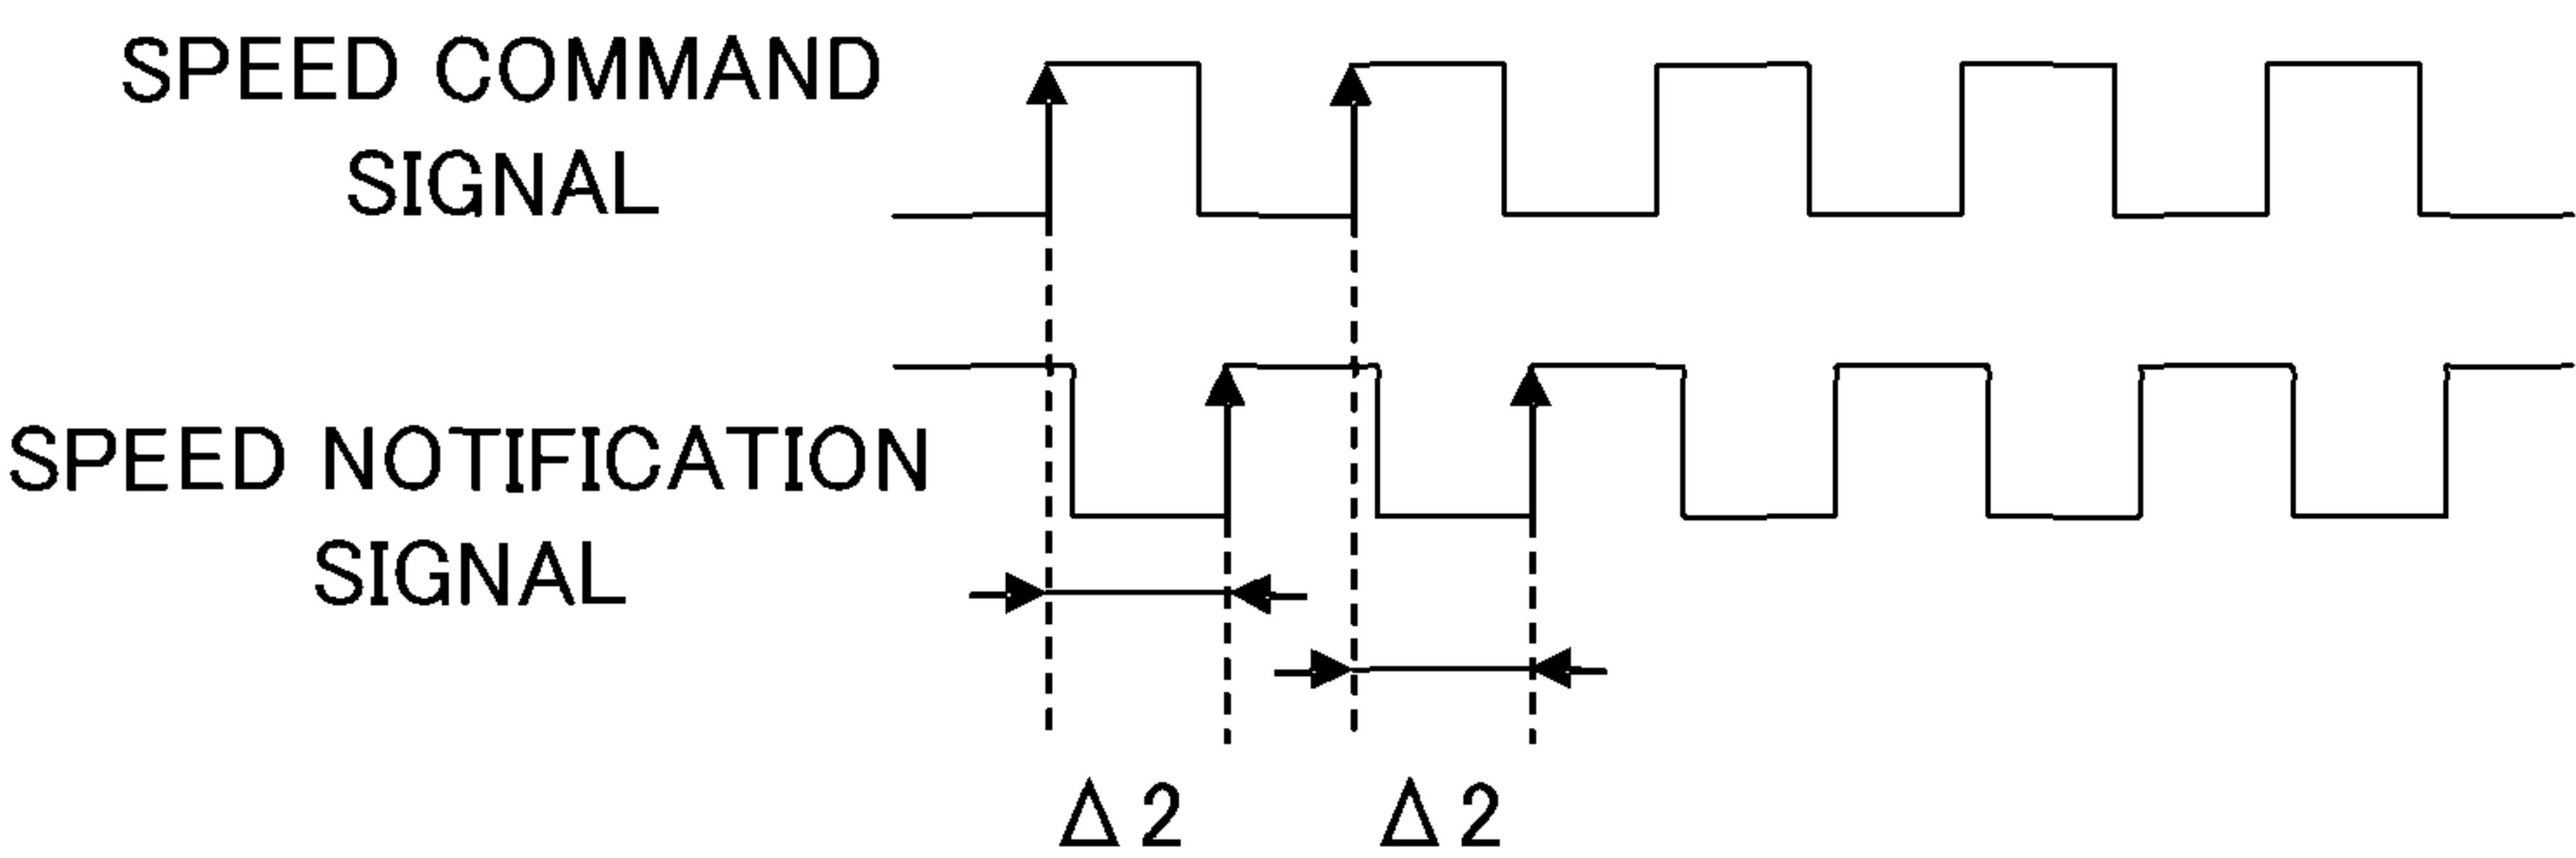 SPEED COMMAND
SIGNAL
SPEED NOTIFICATION
SIGNAL
Δ2 Δ2